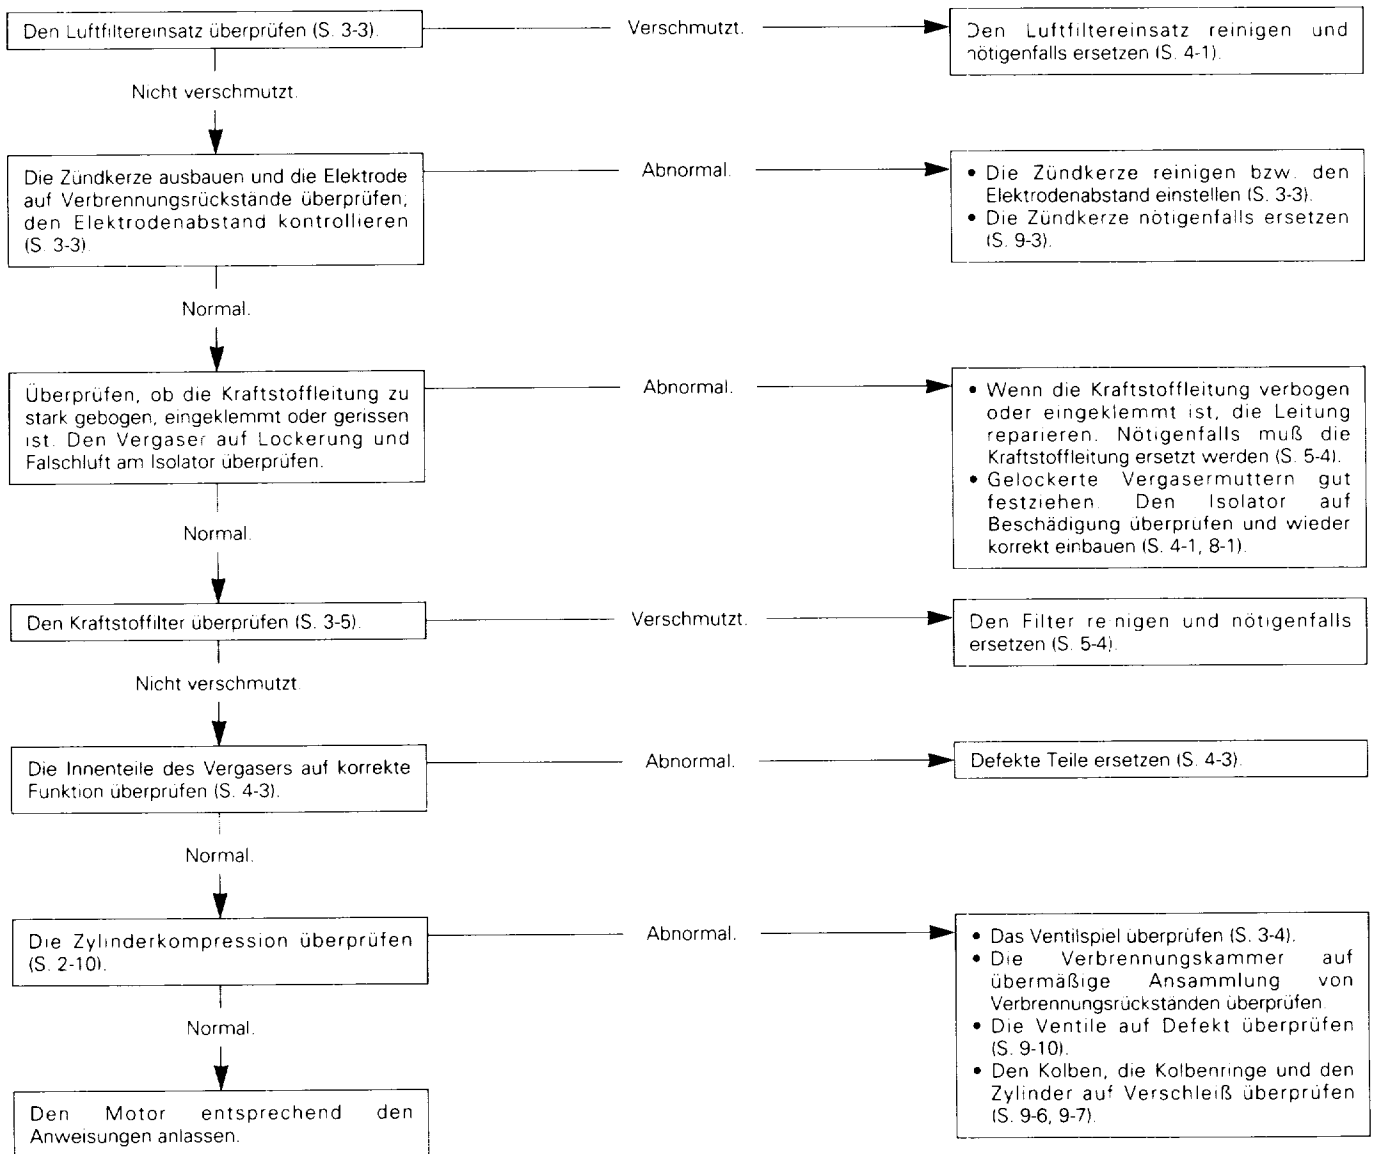 Den Luftfiltereinsatz überprüfen (S. 3-3).
Verschmutzt.
Den Luftfiltereinsatz reinigen und
nötigenfalls ersetzen (S. 4-1).
Nicht verschmutzt.
Die Zündkerze ausbauen und die Elektrode
auf Verbrennungsrückstände überprüfen;
den Elektrodenabstand kontrollieren
(S. 3-3).
Abnormal.
• Die Zündkerze reinigen bzw. den
Elektrodenabstand einstellen (S. 3-3).
• Die Zündkerze nötigenfalls ersetzen
(S. 9-3).
Normal.
Überprüfen, ob die Kraftstoffleitung zu
stark gebogen, eingeklemmt oder gerissen
ist. Den Vergaser auf Lockerung und
Falschluft am Isolator überprüfen.
Abnormal.
• Wenn die Kraftstoffleitung verbogen
oder eingeklemmt ist, die Leitung
reparieren. Nötigenfalls muß die
Kraftstoffleitung ersetzt werden (S. 5-4).
• Gelockerte Vergasermuttern gut
festziehen. Den Isolator auf
Beschädigung überprüfen und wieder
korrekt einbauen (S. 4-1, 8-1).
Normal.
Den Kraftstoffilter überprüfen (S. 3-5).
Verschmutzt.
Den Filter reinigen und nötigenfalls
ersetzen (S. 5-4).
Nicht verschmutzt.
Die Innenteile des Vergasers auf korrekte
Funktion überprüfen (S. 4-3).
Abnormal.
Defekte Teile ersetzen (S. 4-3).
Normal.
Die Zylinderkompression überprüfen
(S. 2-10).
Abnormal.
• Das Ventilspiel überprüfen (S. 3-4).
• Die Verbrennungskammer auf
übermäßige Ansammlung von
Verbrennungsrückständen überprüfen.
• Die Ventile auf Defekt überprüfen
(S. 9-10).
• Den Kolben, die Kolbenringe und den
Zylinder auf Verschleiß überprüfen
(S. 9-6, 9-7).
Normal.
Den Motor entsprechend den
Anweisungen anlassen.